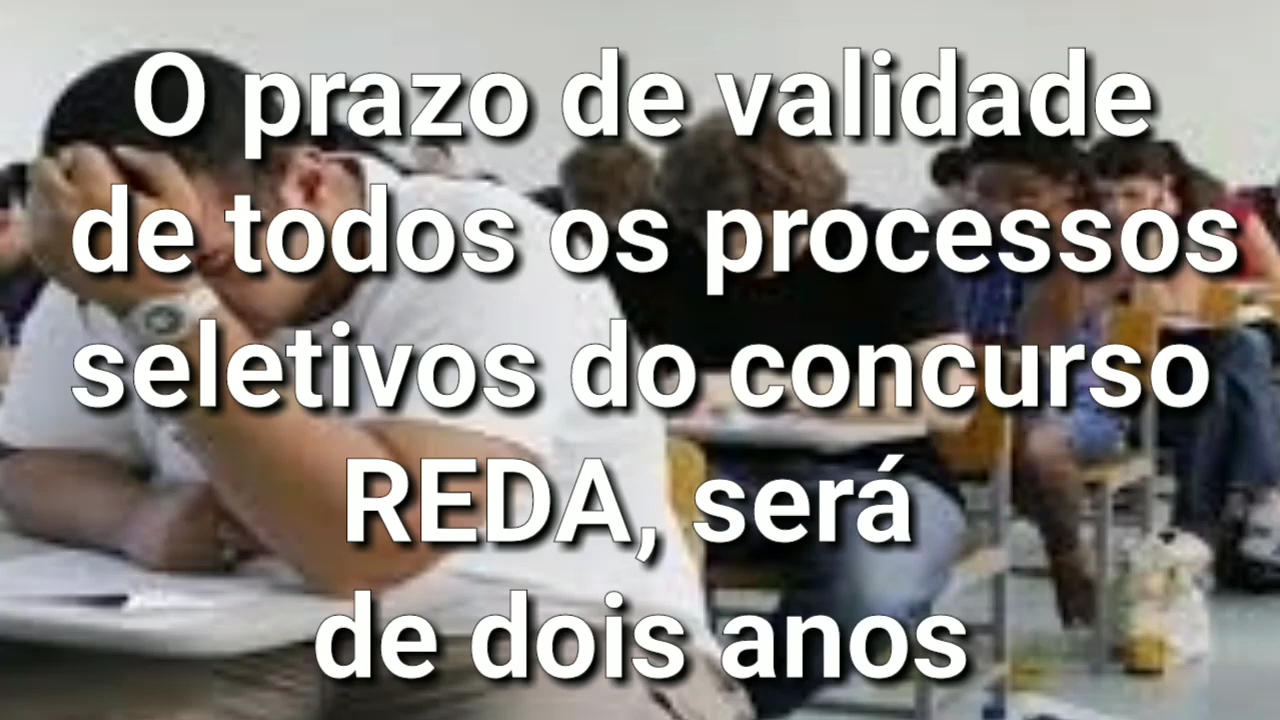 O prazo de validade
de todos os processos
seletivos do concurso
REDA, será
de dois anos